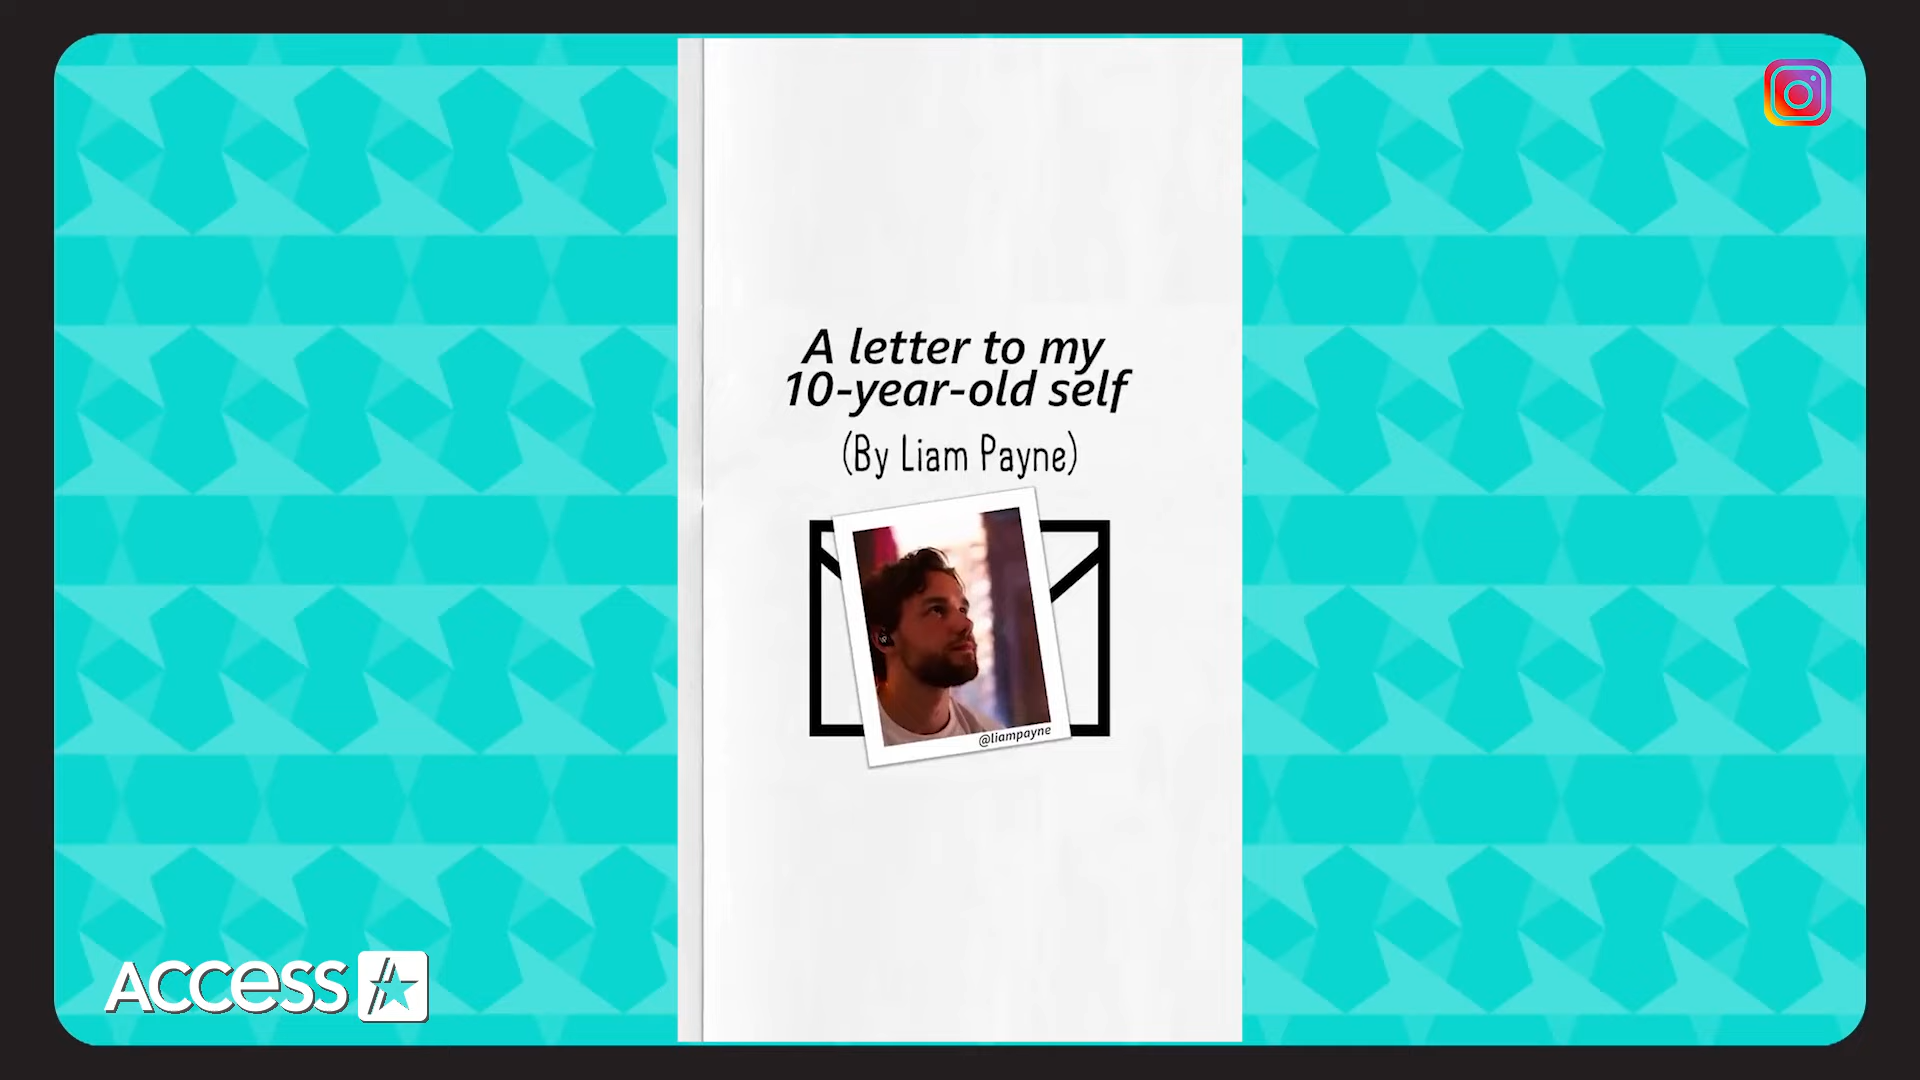 A letter to my
10-year-old self
(By Liam Payne)
@liampayne
ACCESS